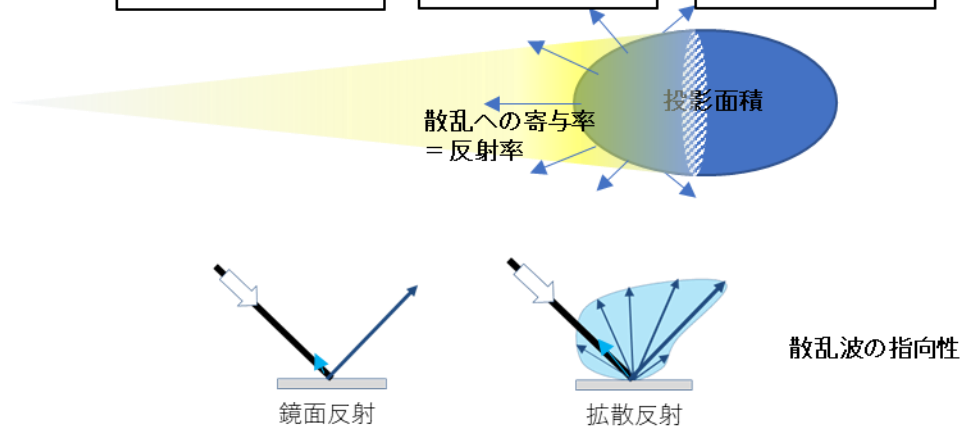 投影面積
散乱への寄与率
= 反射率
散乱波の指向性
鏡面反射
拡散反射